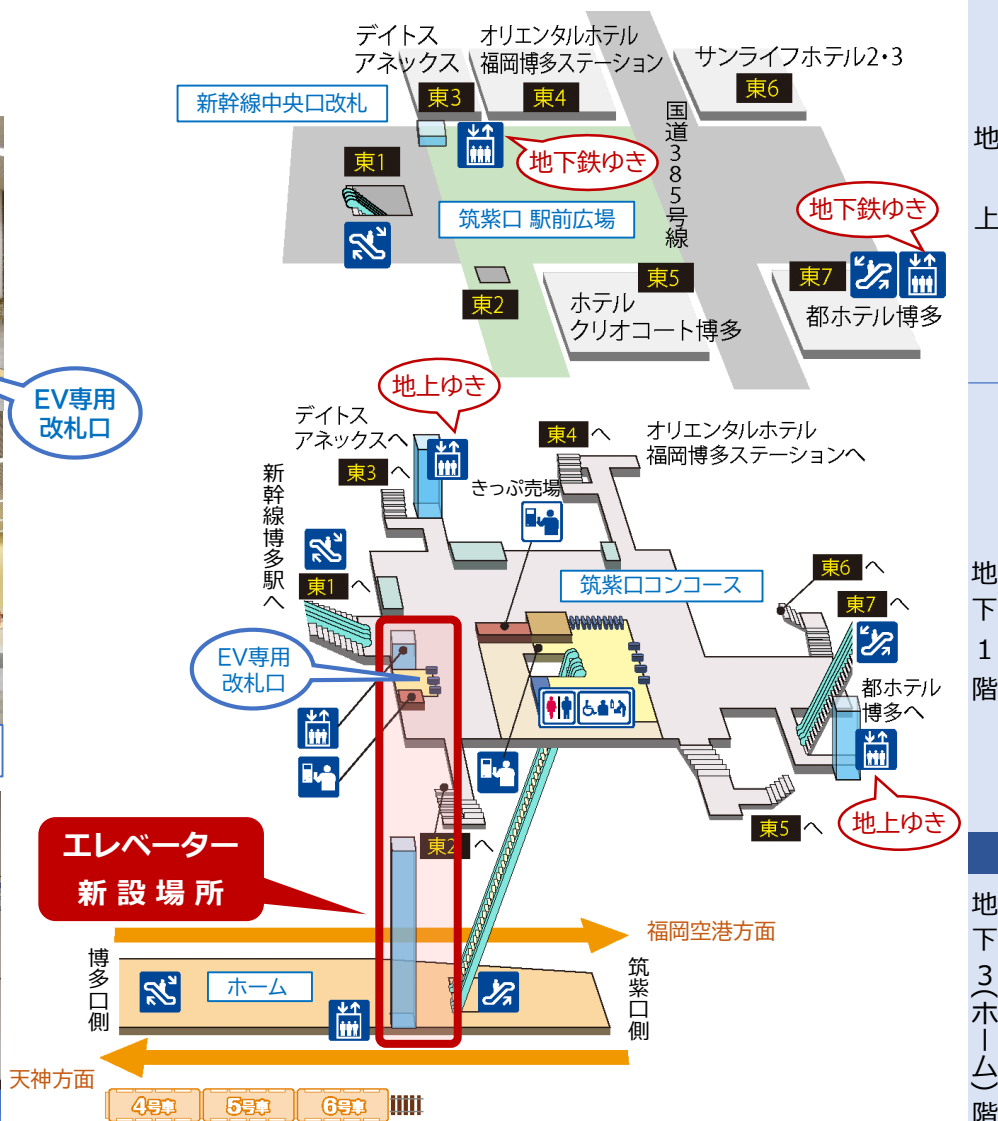 デイトス
アネックス
オリエンタルホテル
福岡博多ステーション
サンライフホテル2・3
東3
東4
東6
新幹線中央口改札
国道385号線
地下鉄ゆき
東1
筑紫口 駅前広場
地下鉄ゆき
地上
東2
東5
東7
ホテル
クリオコート博多
都ホテル博多
EV専用
改札口
地上ゆき
デイトス
アネックスへ
東3 へ
東4 へ
オリエンタルホテル
福岡博多ステーションへ
きっぷ売場
新幹線博多駅へ
東1 へ
筑紫口コンコース
東6 へ
東7 へ
地下1階
EV専用
改札口
都ホテル
博多へ
東2 へ
東5 へ
地上ゆき
エレベーター
新設場所
福岡空港方面
博多口側
ホーム
筑紫口側
地下3(ホーム)階
天神方面
4号車
5号車
6号車